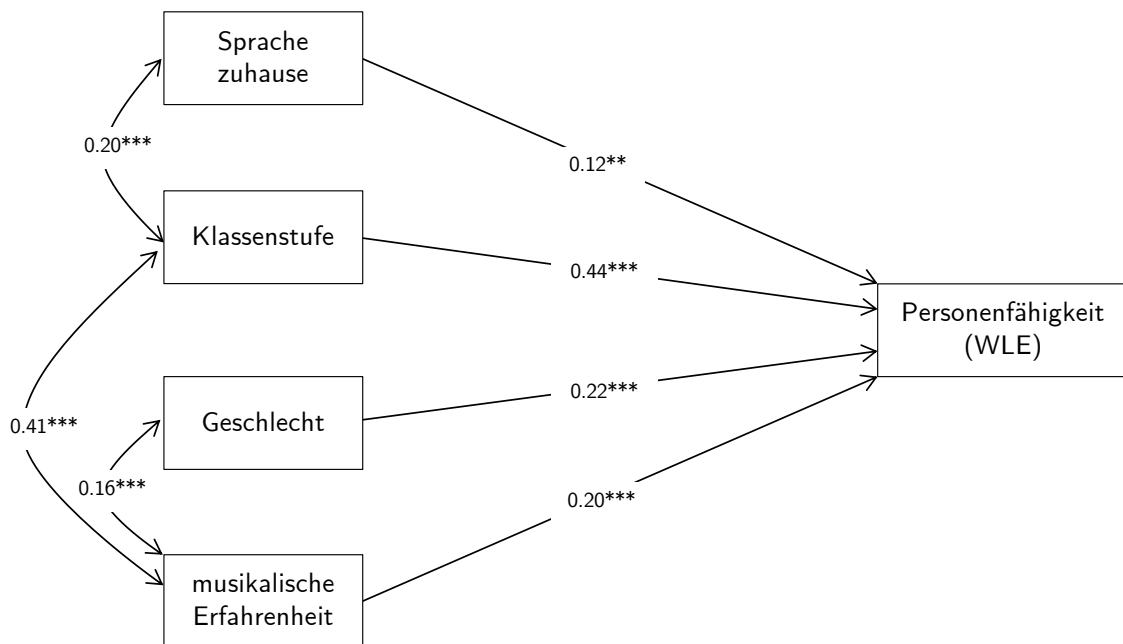 Sprache
zuhause
0.20***
0.12**
Klassenstufe
0.44***
Personenfähigkeit
(WLE)
0.41***
Geschlecht
0.22***
0.16***
0.20***
musikalische
Erfahrenheit